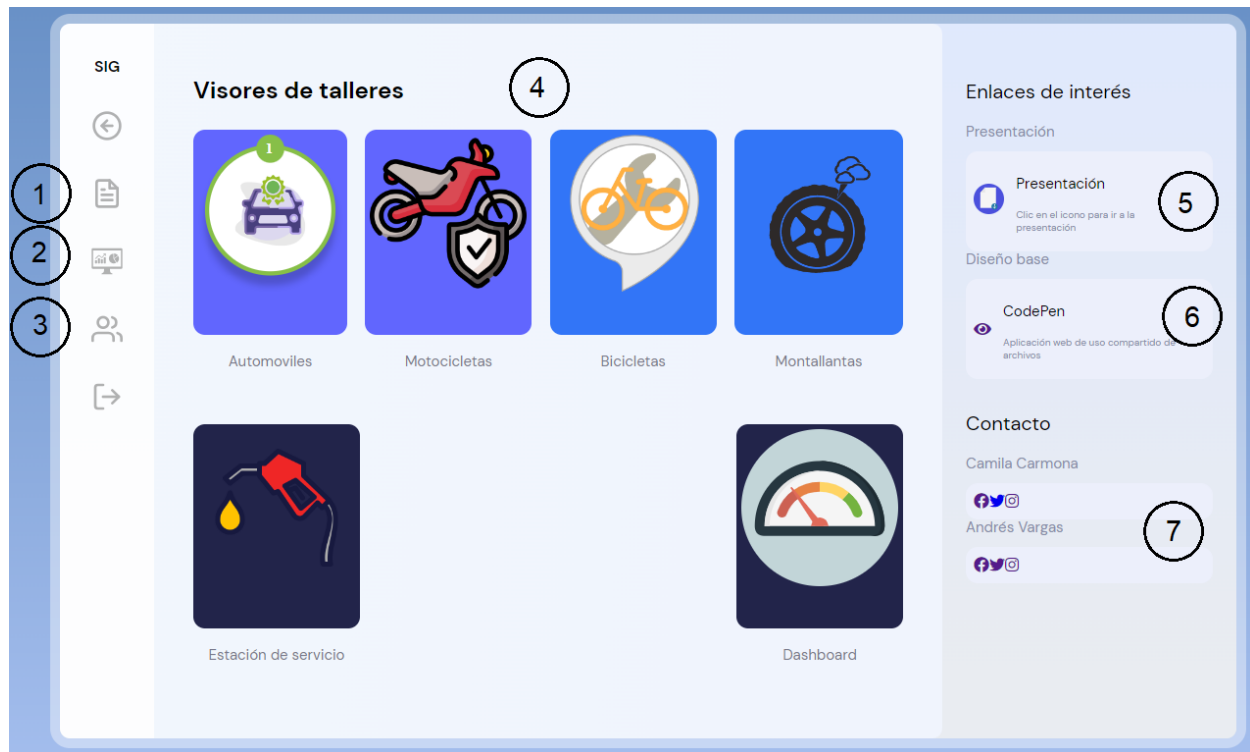 SIG
1
2
3
Visores de talleres
4
1
Automoviles
Motocicletas
Bicicletas
Montallantas
Estación de servicio
Dashboard
Enlaces de interés
Presentación
Presentación
Clic en el icono para ir a la
presentación
5
Diseño base
CodePen
Aplicación web de uso compartido de
archivos
6
Contacto
Camila Carmona
Andrés Vargas
7